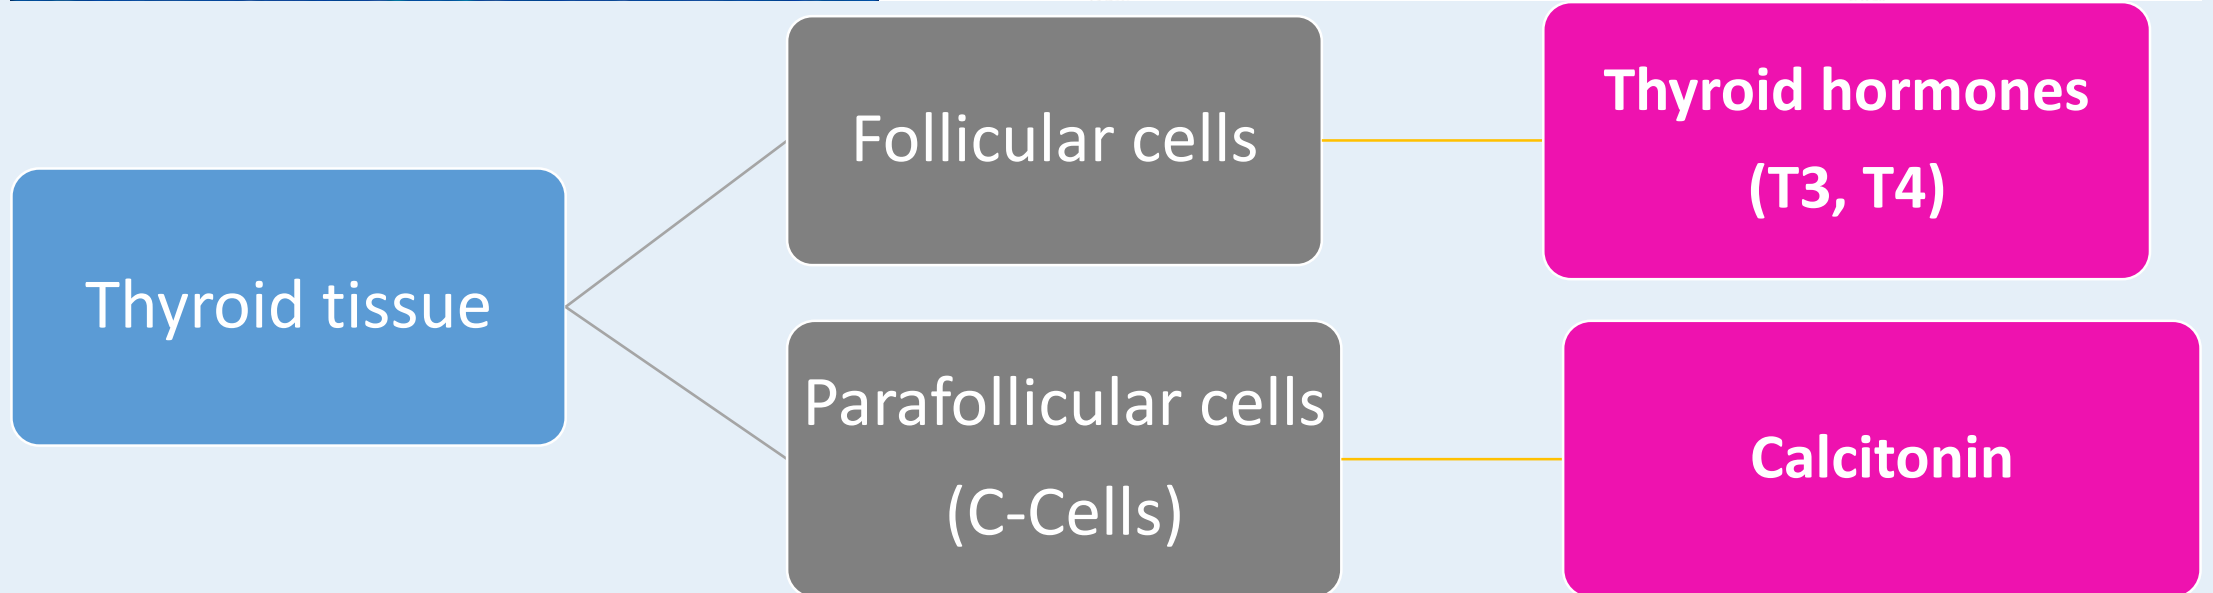 Thyroid tissue
Follicular cells
Thyroid hormones
(T3, T4)
Parafollicular cells
(C-Cells)
Calcitonin